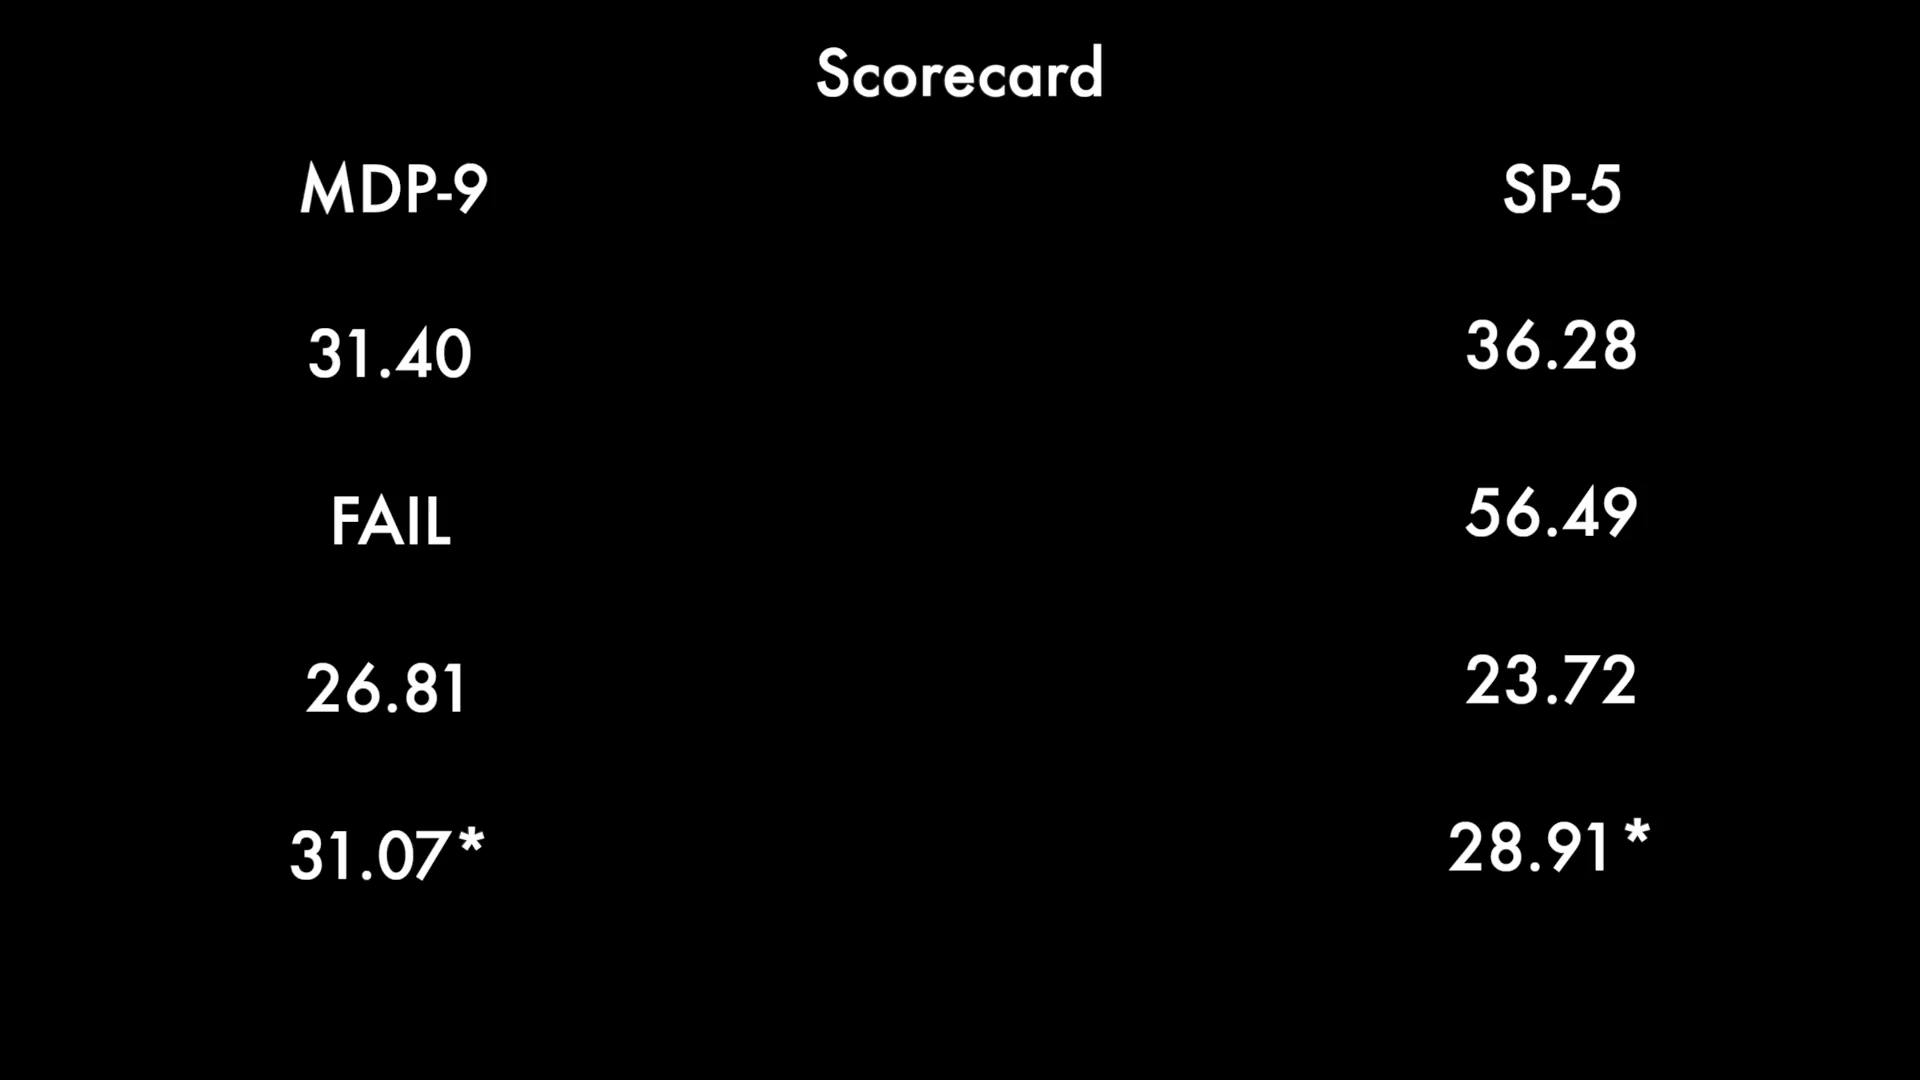 Scorecard
MDP-9 SP-5
31.40 36.28
FAIL 56.49
26.81 23.72
31.07* 28.91*